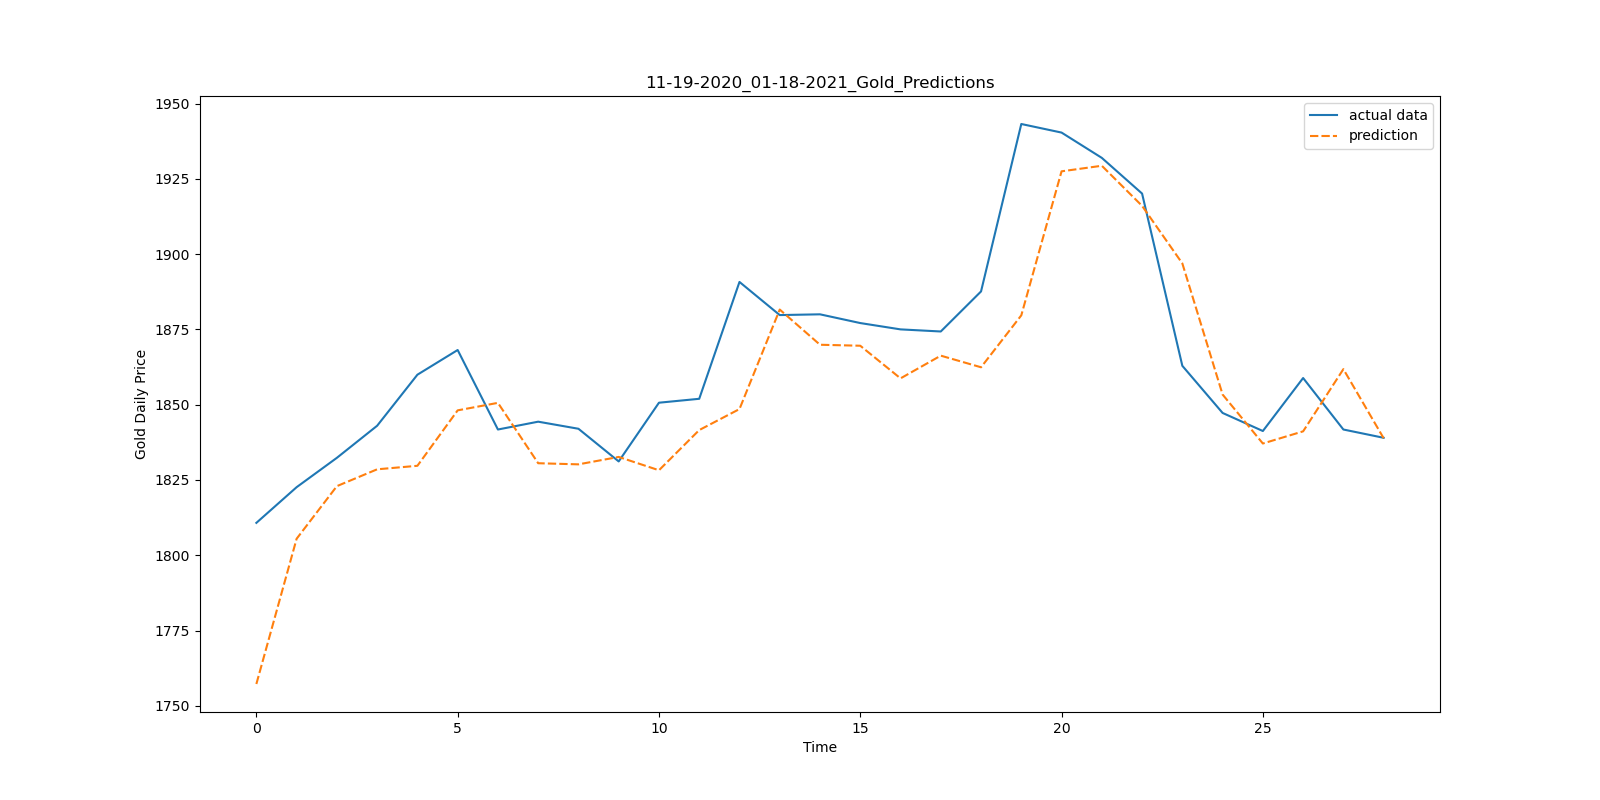 11-19-2020_01-18-2021_Gold_Predictions
actual data
prediction
1950
1925
1900
1875
1850
1825
1800
1775
1750
Gold Daily Price
0 5 10 15 20 25
Time